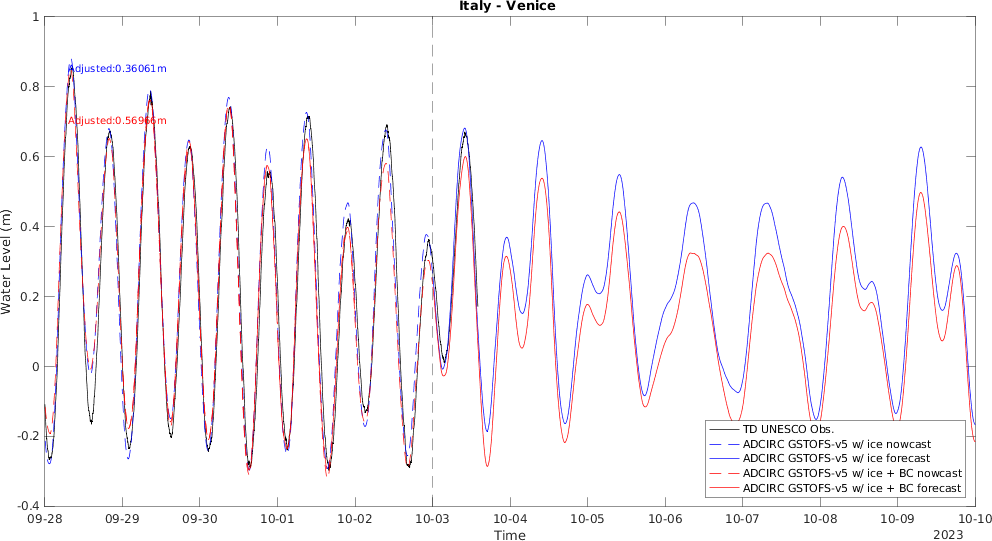 Italy - Venice
Water Level (m)
1
0.8
0.6
0.4
0.2
0
-0.2
-0.4
Adjusted:0.36061m
Adjusted:0.56966m
TD UNESCO Obs.
ADCIRC GSTOFS-v5 w/ ice nowcast
ADCIRC GSTOFS-v5 w/ ice forecast
ADCIRC GSTOFS-v5 w/ ice + BC nowcast
ADCIRC GSTOFS-v5 w/ ice + BC forecast
09-28 09-29 09-30 10-01 10-02 10-03 10-04 10-05 10-06 10-07 10-08 10-09 10-10
Time
2023